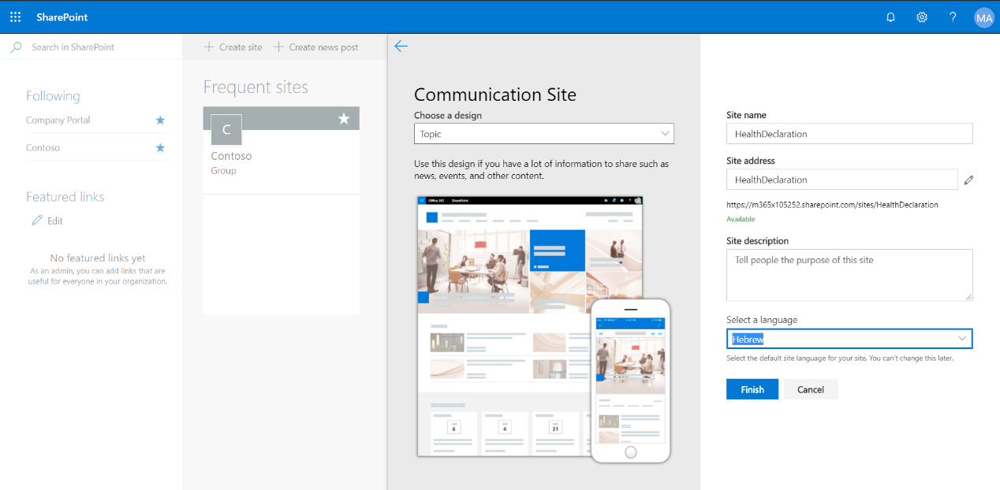 SharePoint
MA
Search in SharePoint
Following
Company Portal
Contoso
Featured links
Edit
No featured links yet
As an admin, you can add links that are
useful for everyone in your organization.
Create site
Create news post
Frequent sites
C
Contoso
Group
Communication Site
Choose a design
Topic
Use this design if you have a lot of information to share such as
news, events, and other content.
Office 365 SharePoint
6
4
31
Site name
HealthDeclaration
Site address
HealthDeclaration
https://m365x105252.sharepoint.com/sites/HealthDeclaration
Available
Site description
Tell people the purpose of this site
Select a language
Hebrew
Select the default site language for your site. You can't change this later.
Finish
Cancel